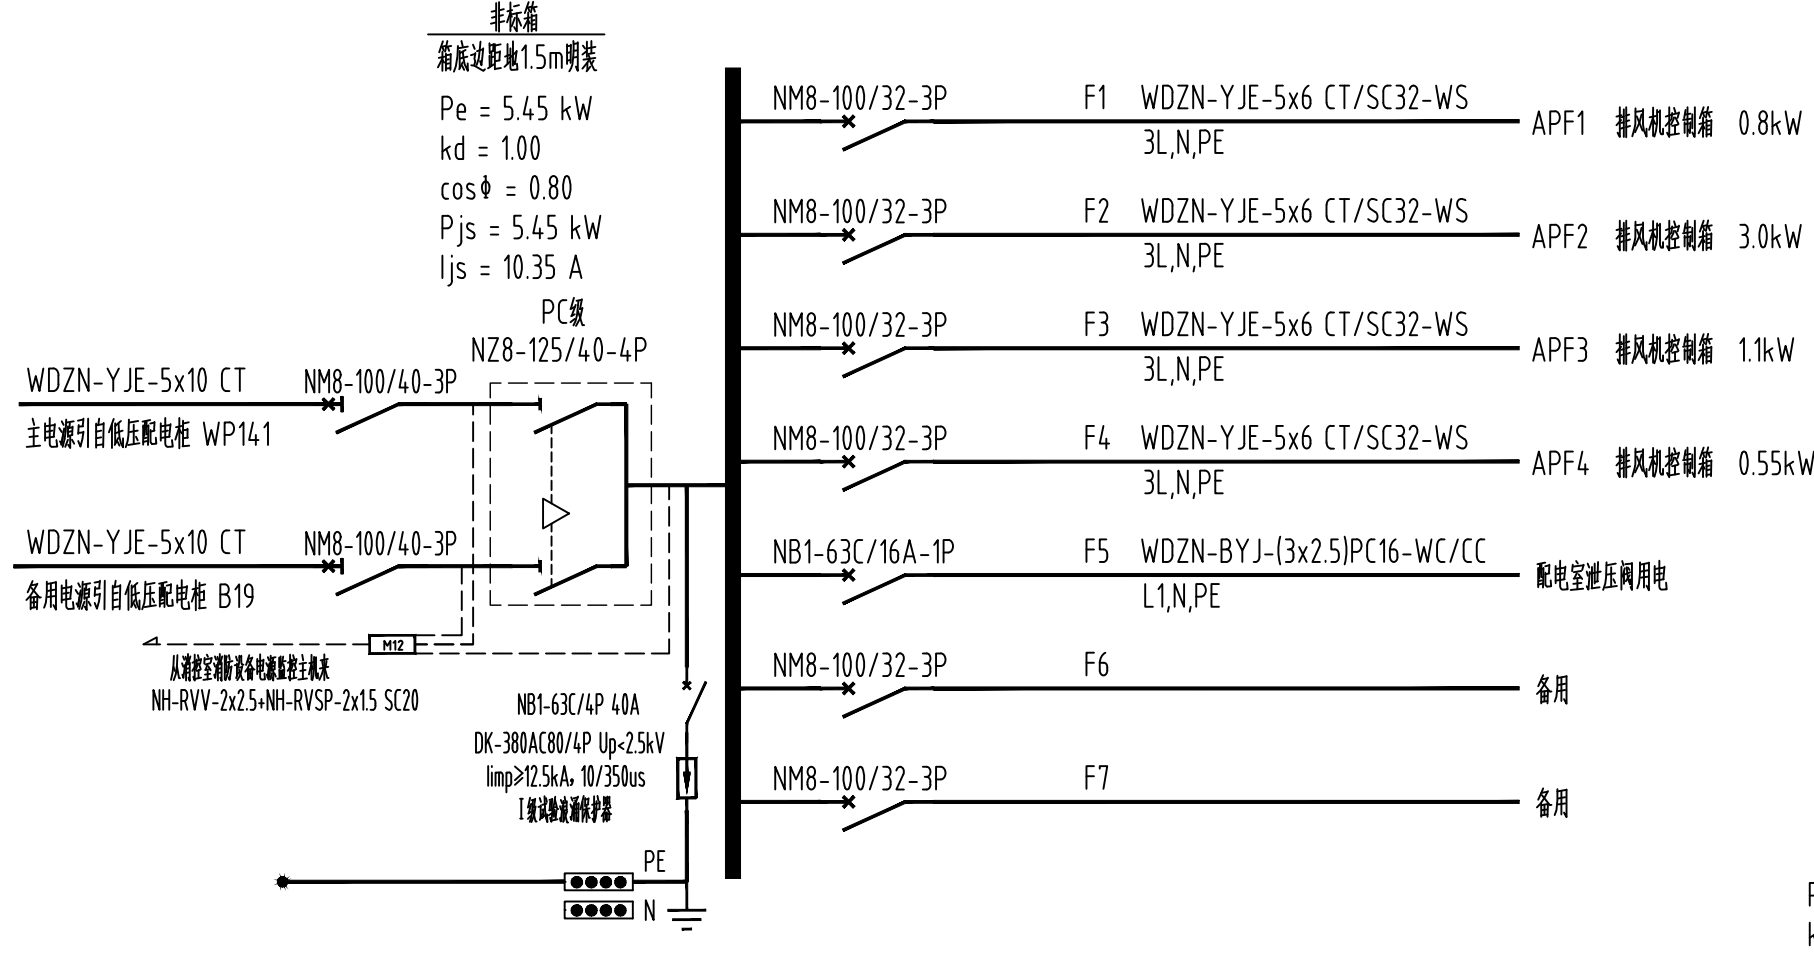 非标箱
箱底边距地1.5m明装
Pe = 5.45 kW
kd = 1.00
cosΦ = 0.80
Pjs = 5.45 kW
Ijs = 10.35 A
PC级
NZ8-125/40-4P
WDZN-YJE-5x10 CT
NM8-100/40-3P
主电源引自低压配电柜 WP141
WDZN-YJE-5x10 CT
NM8-100/40-3P
备用电源引自低压配电柜 B19
M12
从消控室消防设备电源监控主机来
NH-RVV-2x2.5+NH-RVSP-2x1.5 SC20
NB1-63C/4P 40A
DK-380AC80/4P Up<2.5kV
Iimp≥12.5kA, 10/350us
I级试验浪涌保护器
PE
N
NM8-100/32-3P F1 WDZN-YJE-5x6 CT/SC32-WS
3L,N,PE
APF1 排风机控制箱 0.8kW
NM8-100/32-3P F2 WDZN-YJE-5x6 CT/SC32-WS
3L,N,PE
APF2 排风机控制箱 3.0kW
NM8-100/32-3P F3 WDZN-YJE-5x6 CT/SC32-WS
3L,N,PE
APF3 排风机控制箱 1.1kW
NM8-100/32-3P F4 WDZN-YJE-5x6 CT/SC32-WS
3L,N,PE
APF4 排风机控制箱 0.55kW
NB1-63C/16A-1P F5 WDZN-BYJ-(3x2.5)PC16-WC/CC
L1,N,PE
配电室泄压阀用电
NM8-100/32-3P F6
备用
NM8-100/32-3P F7
备用